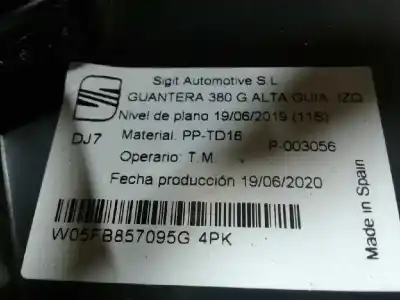 Sigit Automotive S.L
GUANTERA 380 G ALTA GUIA IZQ
Nivel de plano 19/06/2019 (11S)
DJ7
Material. PP-TD16
P-003056
Operario: T.M.
Fecha producción 19/06/2020
W05FB857095G 4PK
Made in Spain